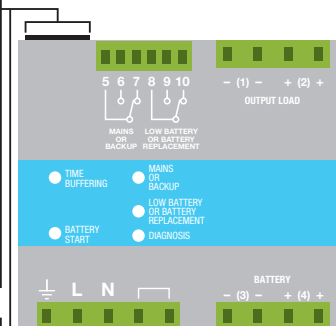 5 6 7 8 9 10
– (1) – + (2) +
OUTPUT LOAD
MAINS
OR
BACKUP
LOW BATTERY
OR BATTERY
REPLACEMENT
TIME
BUFFERING
MAINS
OR
BACKUP
LOW BATTERY
OR BATTERY
REPLACEMENT
BATTERY
START
DIAGNOSIS
L N
BATTERY
– (3) – + (4) +